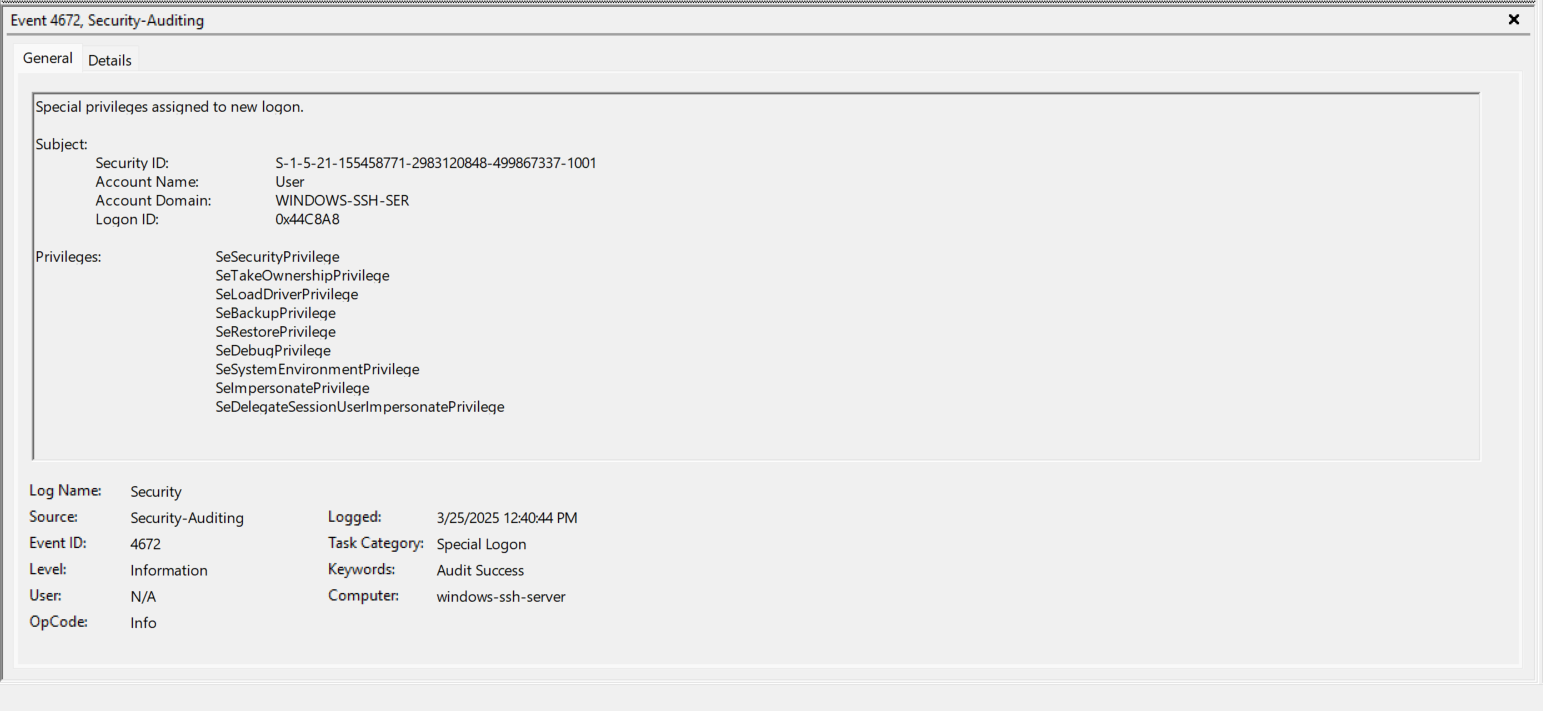 Event 4672, Security-Auditing
General Details
Special privileges assigned to new logon.
Subject:
Security ID: S-1-5-21-155458771-2983120848-499867337-1001
Account Name: User
Account Domain: WINDOWS-SSH-SER
Logon ID: 0x44C8A8
Privileges: SeSecurityPrivilege
SeTakeOwnershipPrivilege
SeLoadDriverPrivilege
SeBackupPrivilege
SeRestorePrivilege
SeDebugPrivilege
SeSystemEnvironmentPrivilege
SeImpersonatePrivilege
SeDelegateSessionUserImpersonatePrivilege
Log Name: Security
Source: Security-Auditing Logged: 3/25/2025 12:40:44 PM
Event ID: 4672 Task Category: Special Logon
Level: Information Keywords: Audit Success
User: N/A Computer: windows-ssh-server
OpCode: Info